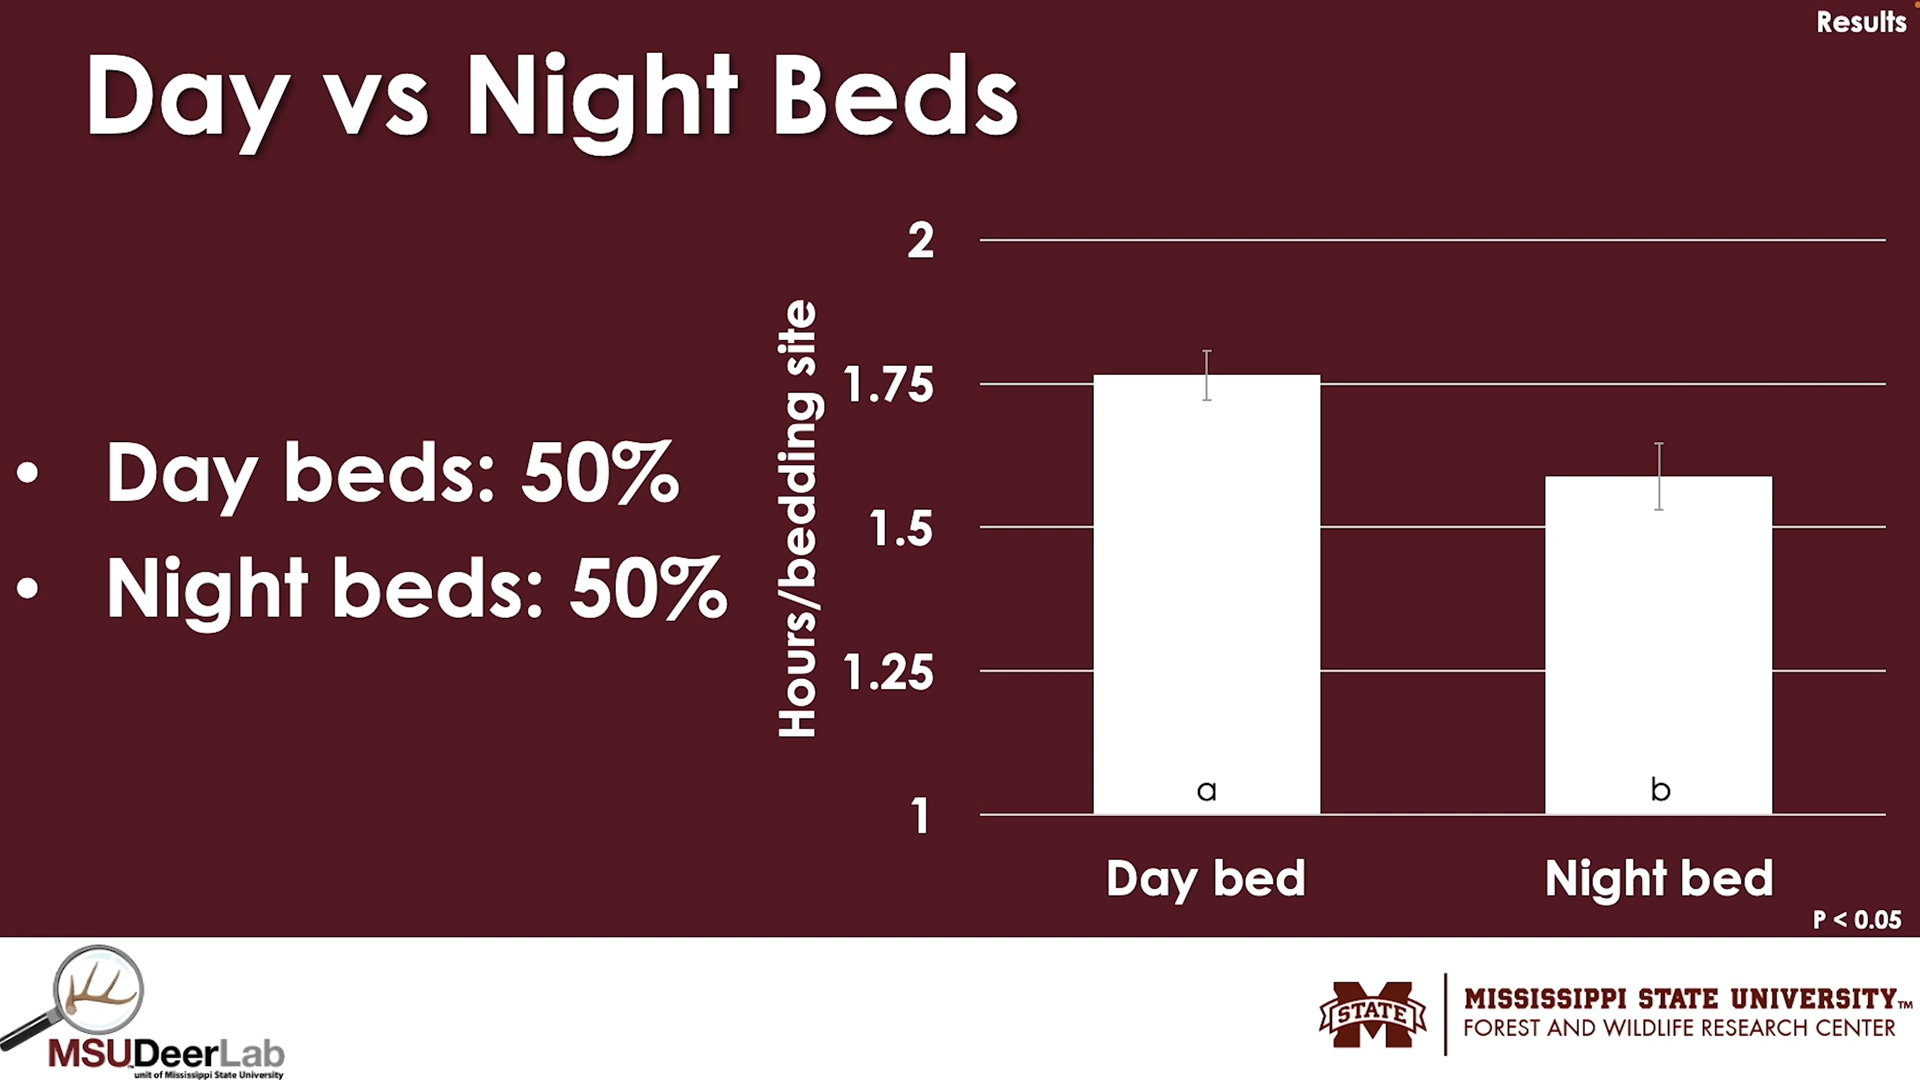 Results
Day vs Night Beds
• Day beds: 50%
• Night beds: 50%
Hours/bedding site
2
1.75
1.5
1.25
1
a
b
Day bed
Night bed
P < 0.05
MSUDeerLab
unit of Mississippi State University
STATE
MISSISSIPPI STATE UNIVERSITY™
FOREST AND WILDLIFE RESEARCH CENTER